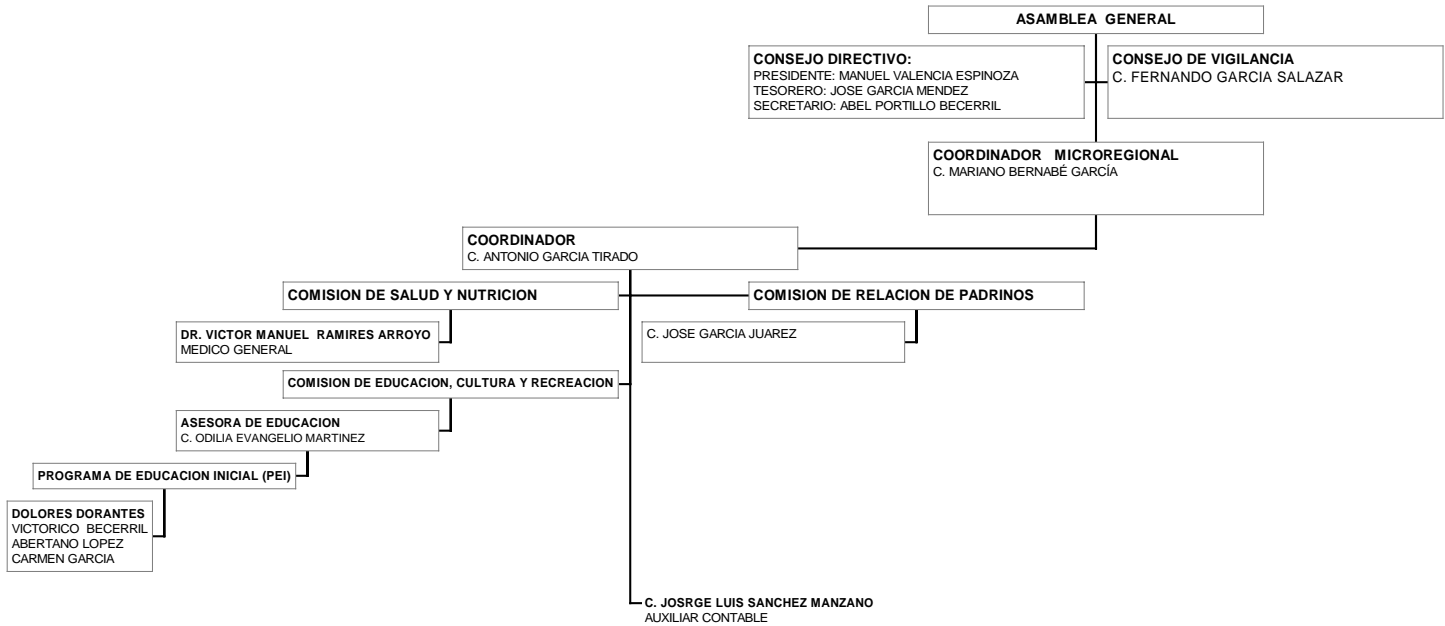 ASAMBLEA GENERAL
CONSEJO DIRECTIVO:
PRESIDENTE: MANUEL VALENCIA ESPINOZA
TESORERO: JOSE GARCIA MENDEZ
SECRETARIO: ABEL PORTILLO BECERRIL
CONSEJO DE VIGILANCIA
C. FERNANDO GARCIA SALAZAR
COORDINADOR MICROREGIONAL
C. MARIANO BERNABÉ GARCÍA
COORDINADOR
C. ANTONIO GARCIA TIRADO
COMISION DE SALUD Y NUTRICION
COMISION DE RELACION DE PADRINOS
DR. VICTOR MANUEL RAMIRES ARROYO
MEDICO GENERAL
C. JOSE GARCIA JUAREZ
COMISION DE EDUCACION, CULTURA Y RECREACION
ASESORA DE EDUCACION
C. ODILIA EVANGELIO MARTINEZ
PROGRAMA DE EDUCACION INICIAL (PEI)
DOLORES DORANTES
VICTORICO BECERRIL
ABERTANO LOPEZ
CARMEN GARCIA
C. JOSRGE LUIS SANCHEZ MANZANO
AUXILIAR CONTABLE